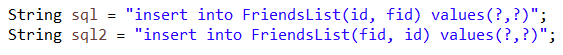 String sql = "insert into FriendsList(id, fid) values(?,?)";
String sql2 = "insert into FriendsList(fid, id) values(?,?)";